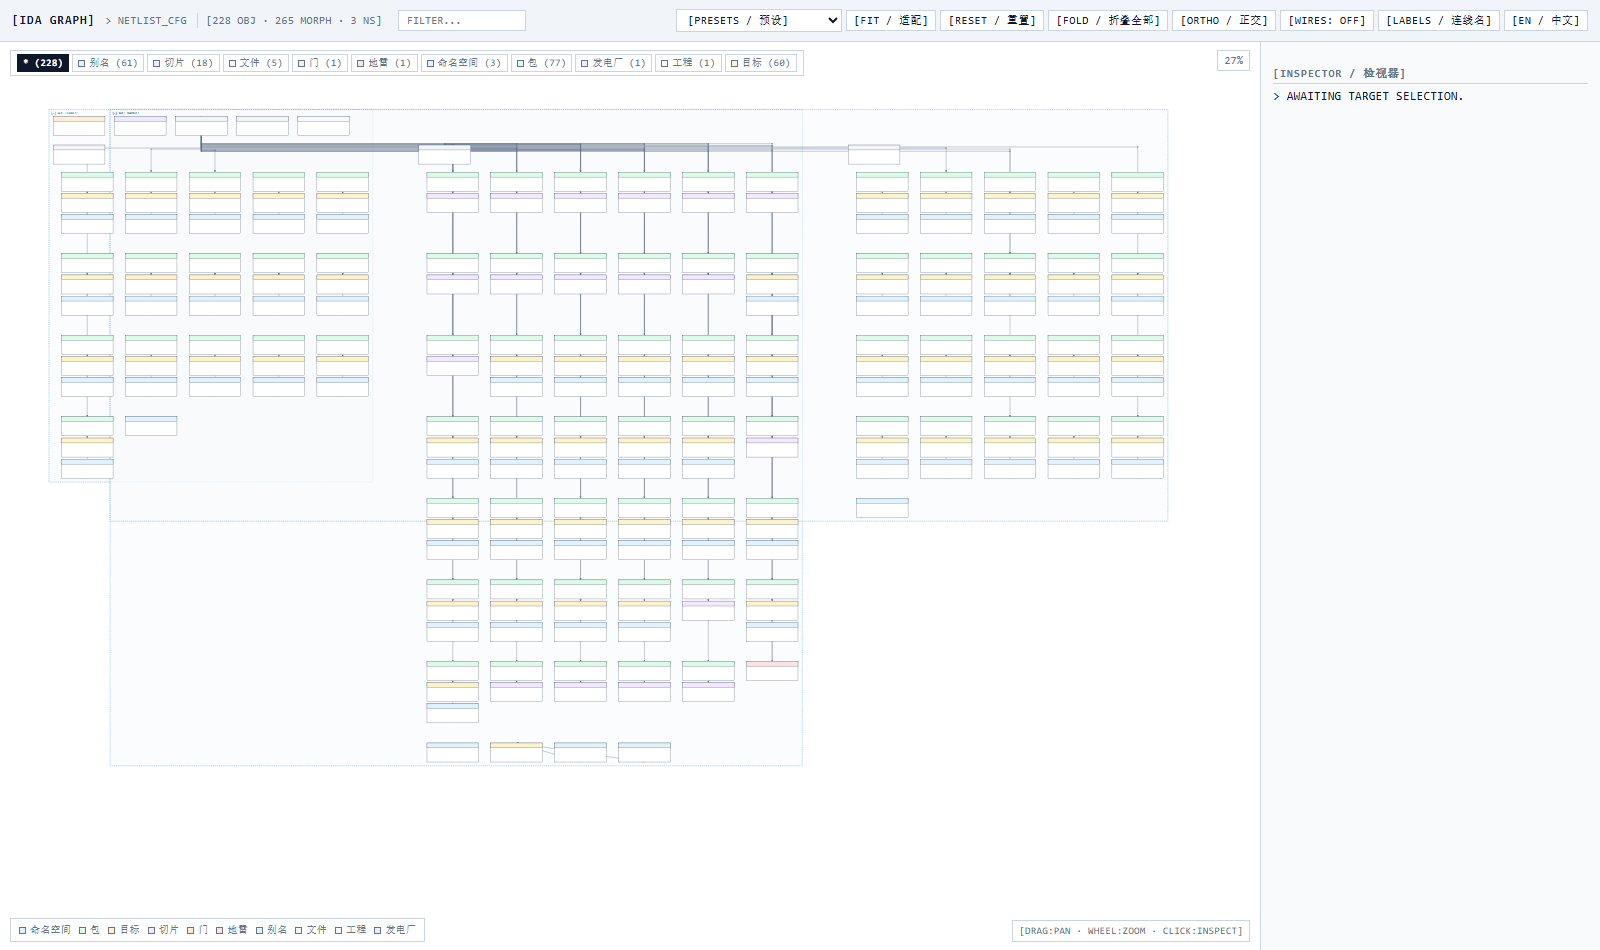 [IDA GRAPH] > NETLIST_CFG [228 OBJ · 265 MORPH · 3 NS] FILTER... [PRESETS / 预设] [FIT / 适配] [RESET / 重置] [FOLD / 折叠全部] [ORTHO / 正交] [WIRES: OFF] [LABELS / 连线名] [EN / 中文]
* (228) 别名 (61) 切片 (18) 文件 (5) 门 (1) 地雷 (1) 命名空间 (3) 包 (77) 发电厂 (1) 工程 (1) 目标 (60)
27%
[INSPECTOR / 检视器]
> AWAITING TARGET SELECTION.
命名空间 包 目标 切片 门 地雷 别名 文件 工程 发电厂
[DRAG:PAN · WHEEL:ZOOM · CLICK:INSPECT]